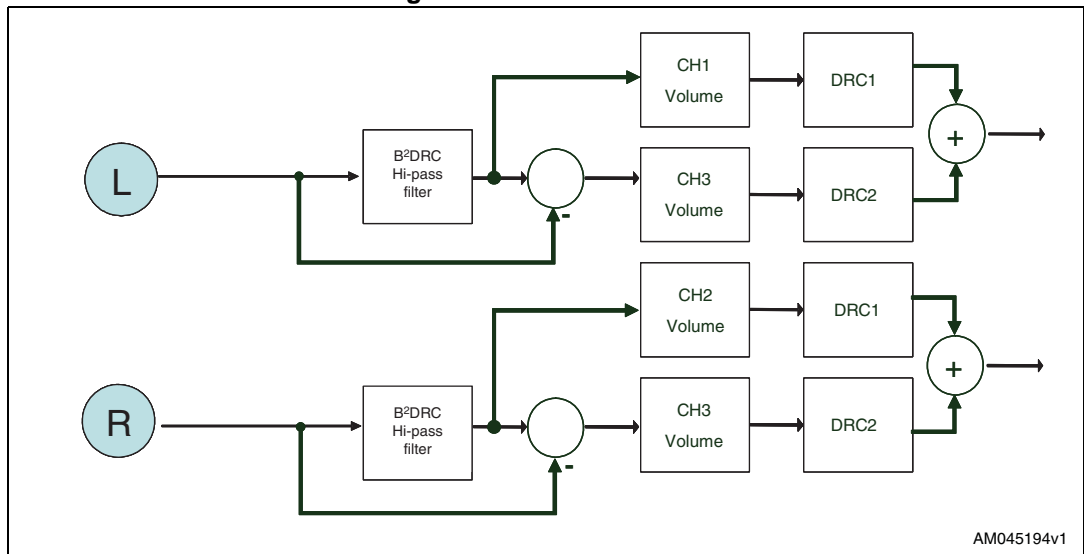 L
B²DRC
Hi-pass
filter
-
CH1
Volume
DRC1
CH3
Volume
DRC2
+
R
B²DRC
Hi-pass
filter
-
CH2
Volume
DRC1
CH3
Volume
DRC2
+
AM045194v1